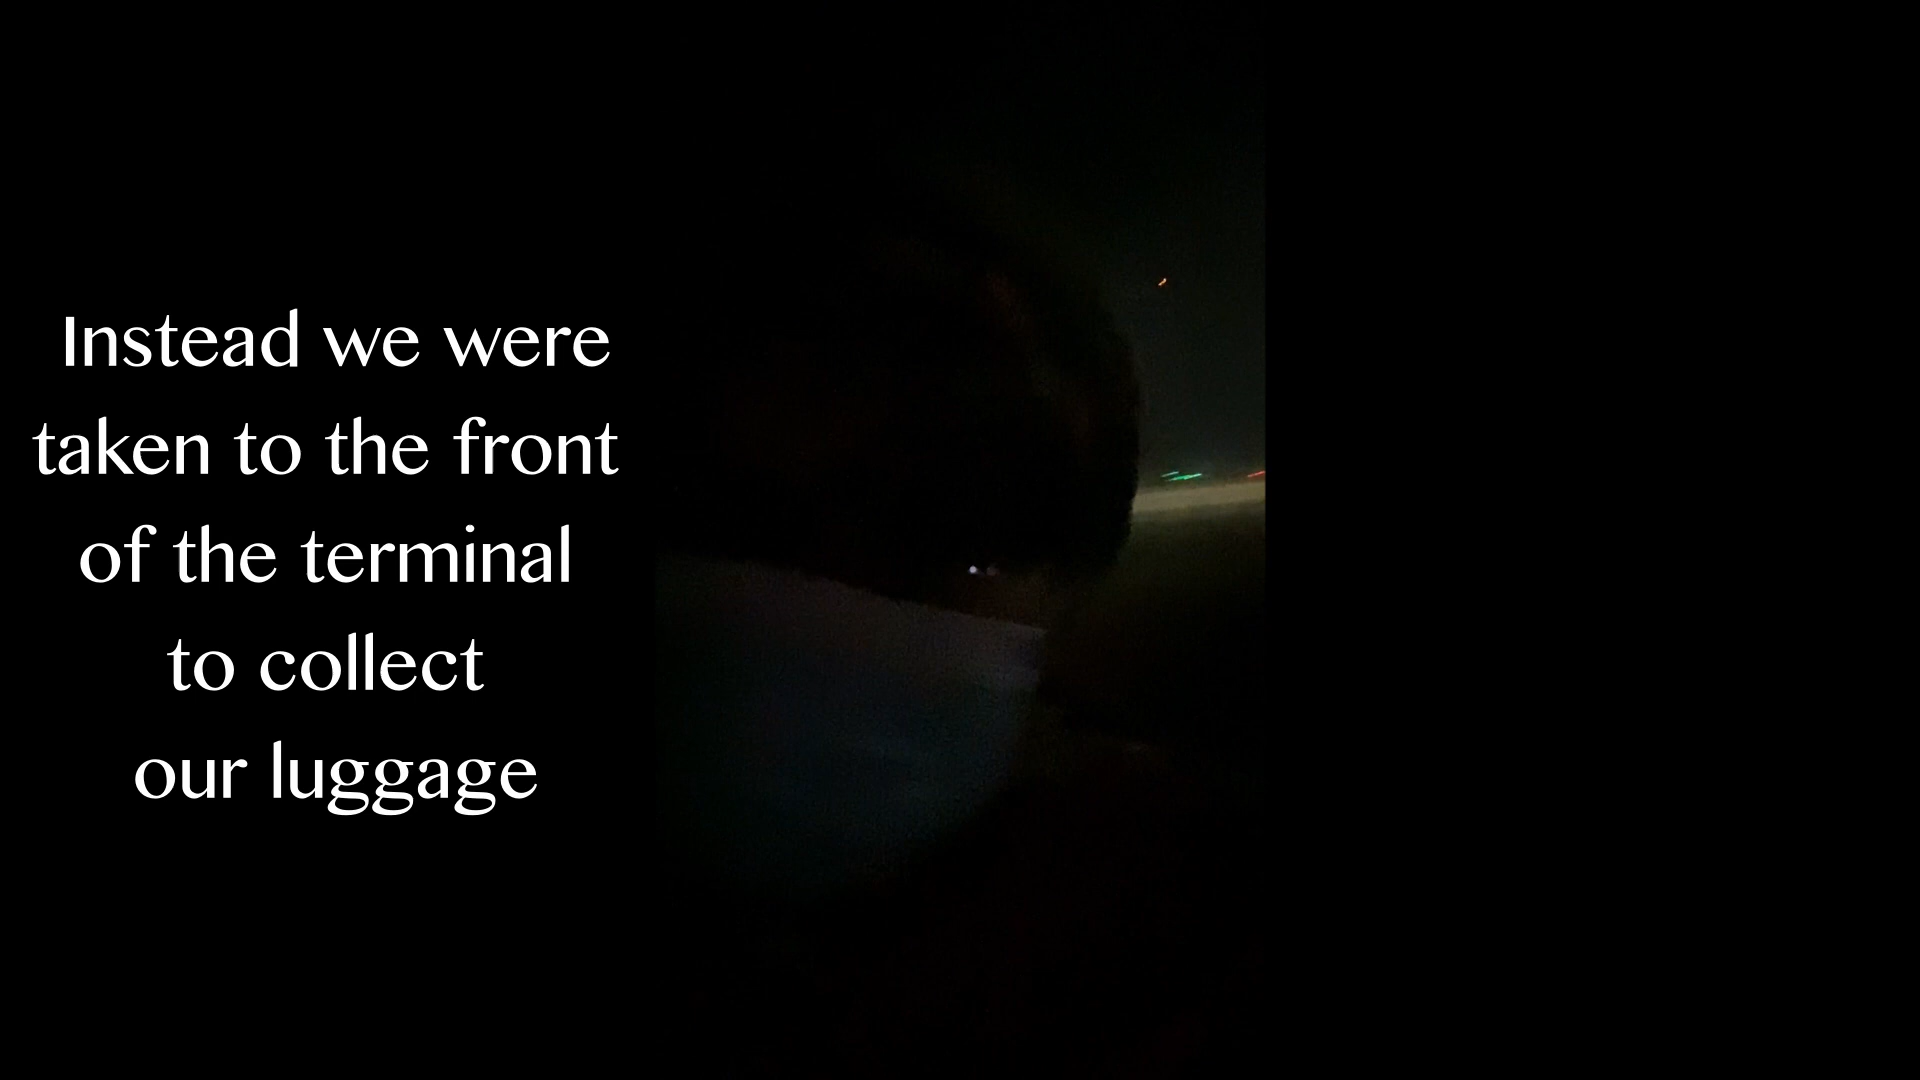 Instead we were
taken to the front
of the terminal
to collect
our luggage